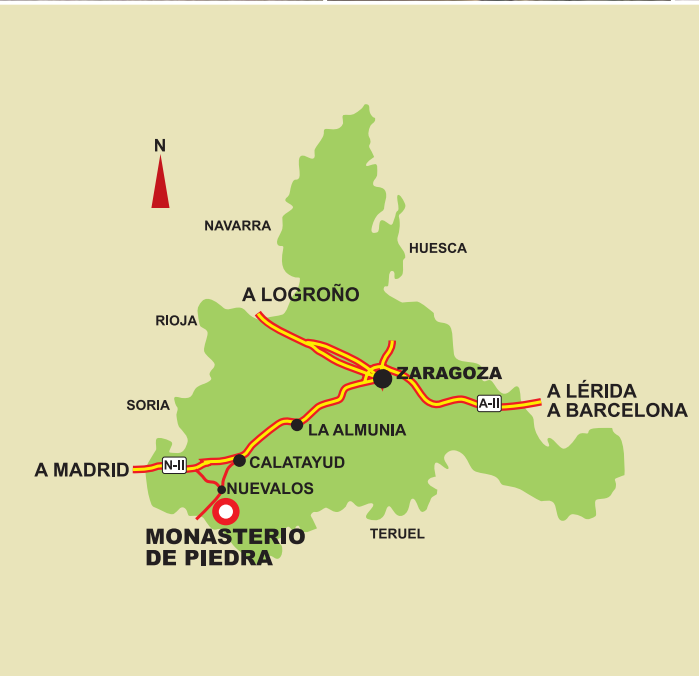 N
NAVARRA
HUESCA
A LOGROÑO
RIOJA
ZARAGOZA
A LÉRIDA
A BARCELONA
A-II
SORIA
LA ALMUNIA
CALATAYUD
A MADRID
N-II
NUEVALOS
MONASTERIO
DE PIEDRA
TERUEL